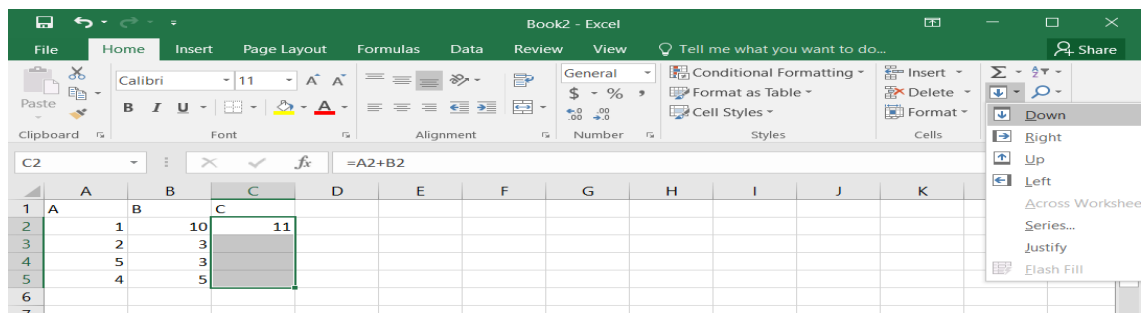 Book2 - Excel
File Home Insert Page Layout Formulas Data Review View Tell me what you want to do... Share
Paste
Calibri 11 A A
B I U A
General
$ - % ,
Conditional Formatting
Format as Table
Cell Styles
Insert
Delete
Format
Clipboard Font Alignment Number Styles Cells
Down
Right
Up
Left
Across Workshee
Series...
Justify
Flash Fill
C2 fx =A2+B2
A B C D E F G H I J K
1 A B C
2 1 10 11
3 2 3
4 5 3
5 4 5
6